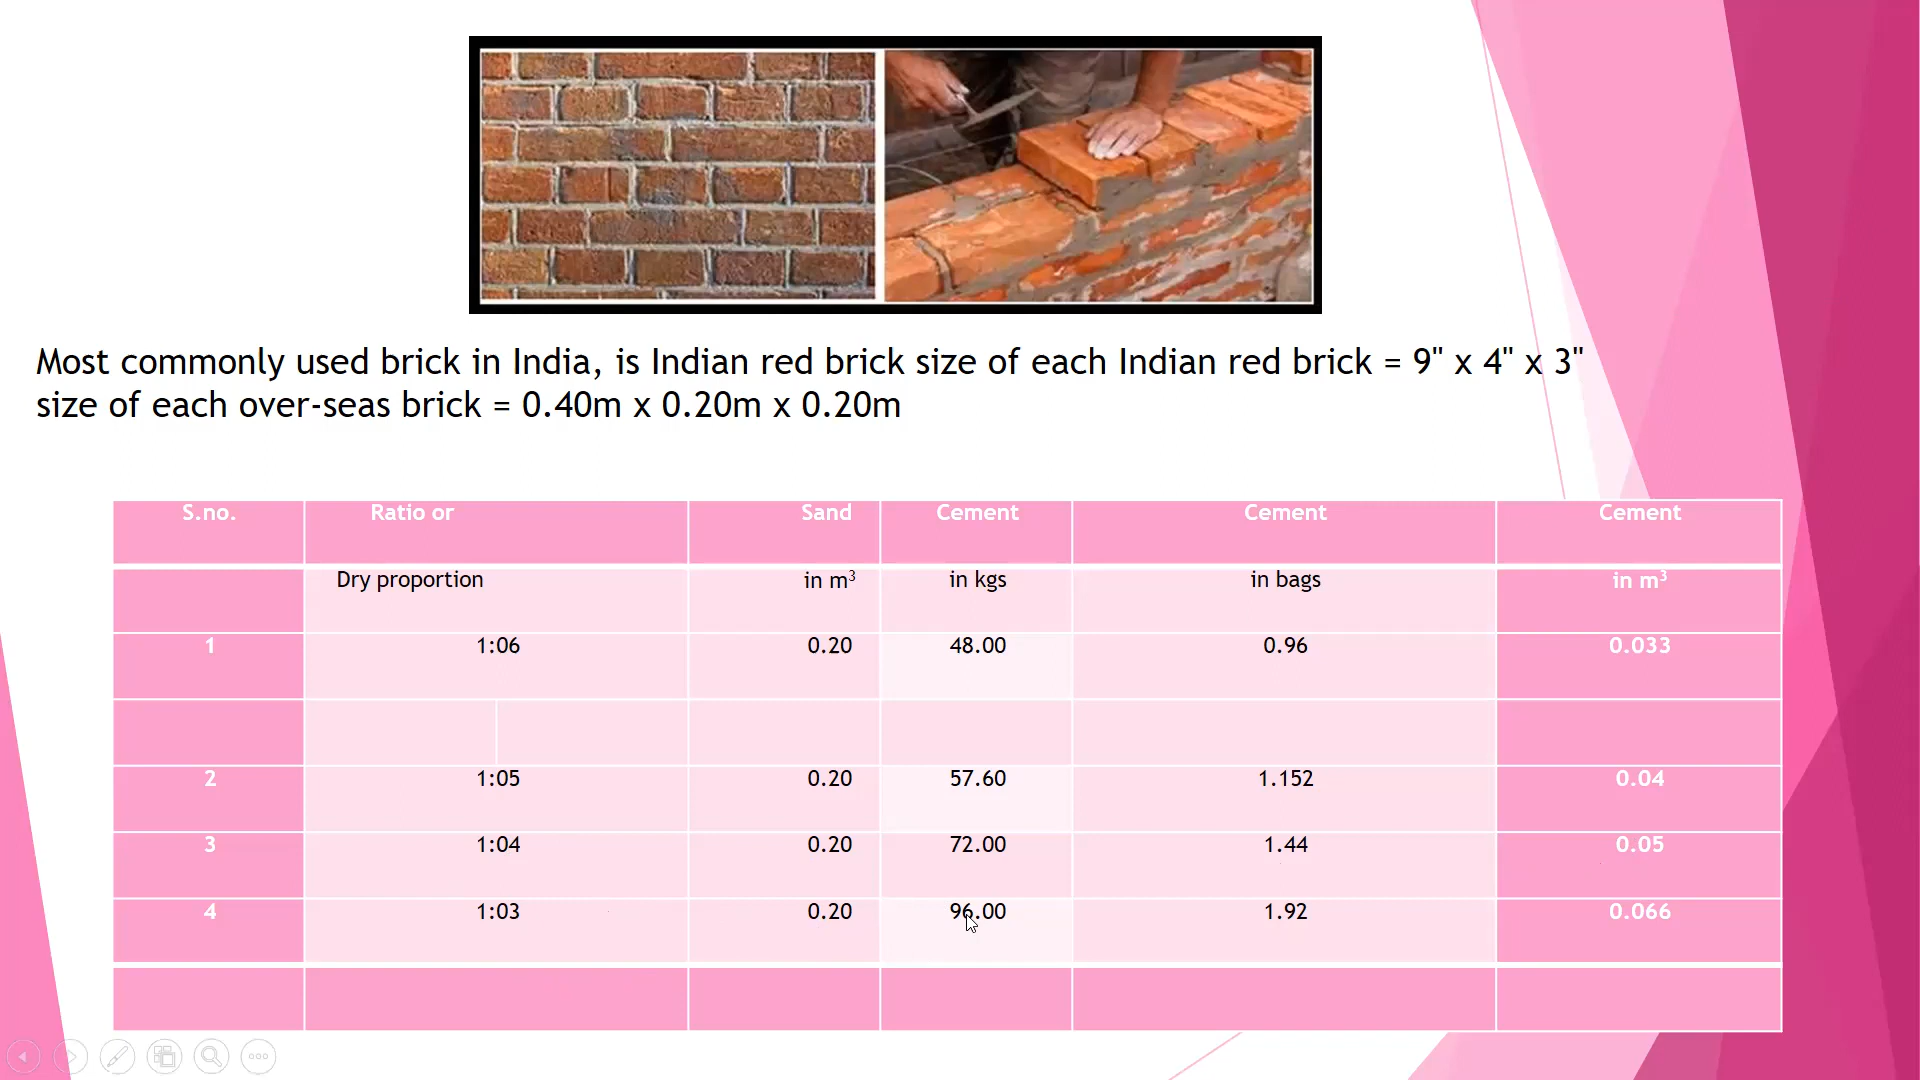 Most commonly used brick in India, is Indian red brick size of each Indian red brick = 9" x 4" x 3"
size of each over-seas brick = 0.40m x 0.20m x 0.20m
S.no. Ratio or Sand Cement Cement Cement
Dry proportion in m³ in kgs in bags in m³
1 1:06 0.20 48.00 0.96 0.033
2 1:05 0.20 57.60 1.152 0.04
3 1:04 0.20 72.00 1.44 0.05
4 1:03 0.20 96.00 1.92 0.066